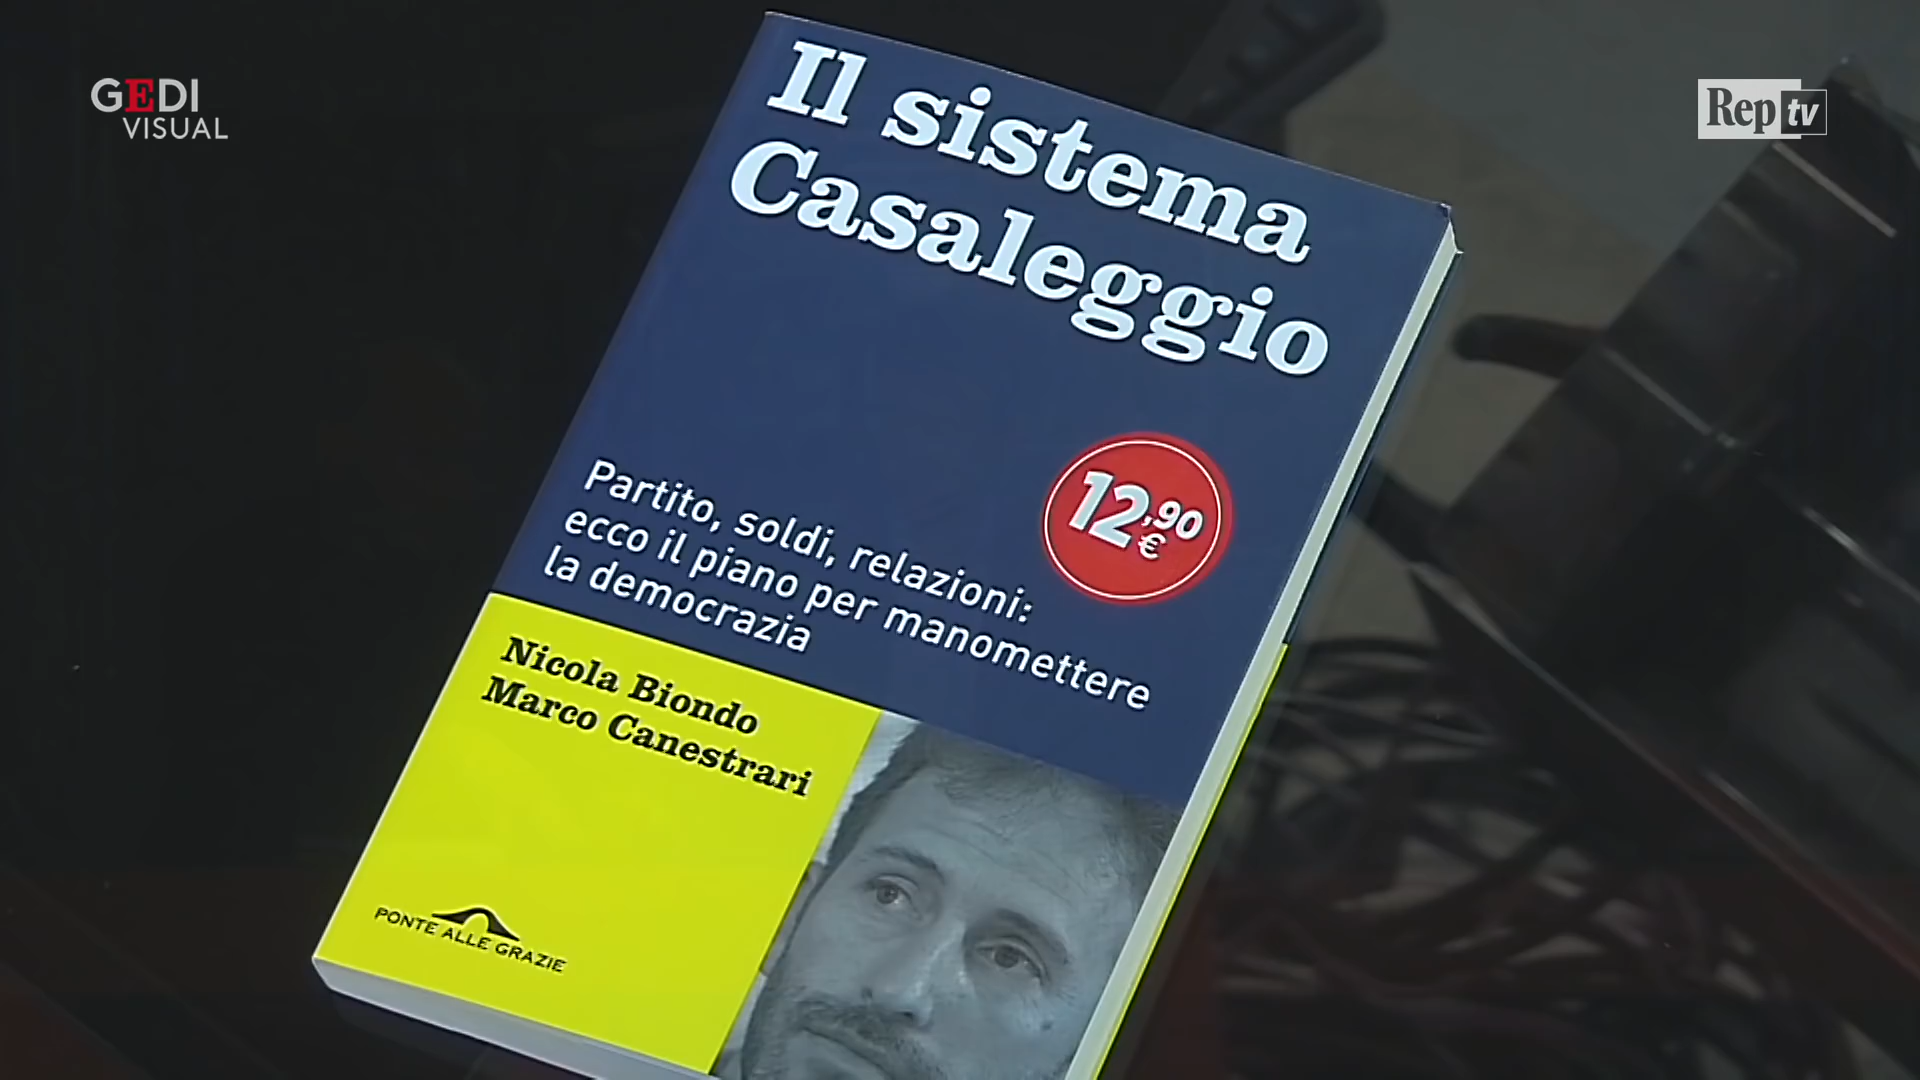 GEDI
VISUAL
Rep tv
Il sistema
Casaleggio
12,90
€
Partito, soldi, relazioni:
ecco il piano per manomettere
la democrazia
Nicola Biondo
Marco Canestrari
PONTE ALLE GRAZIE